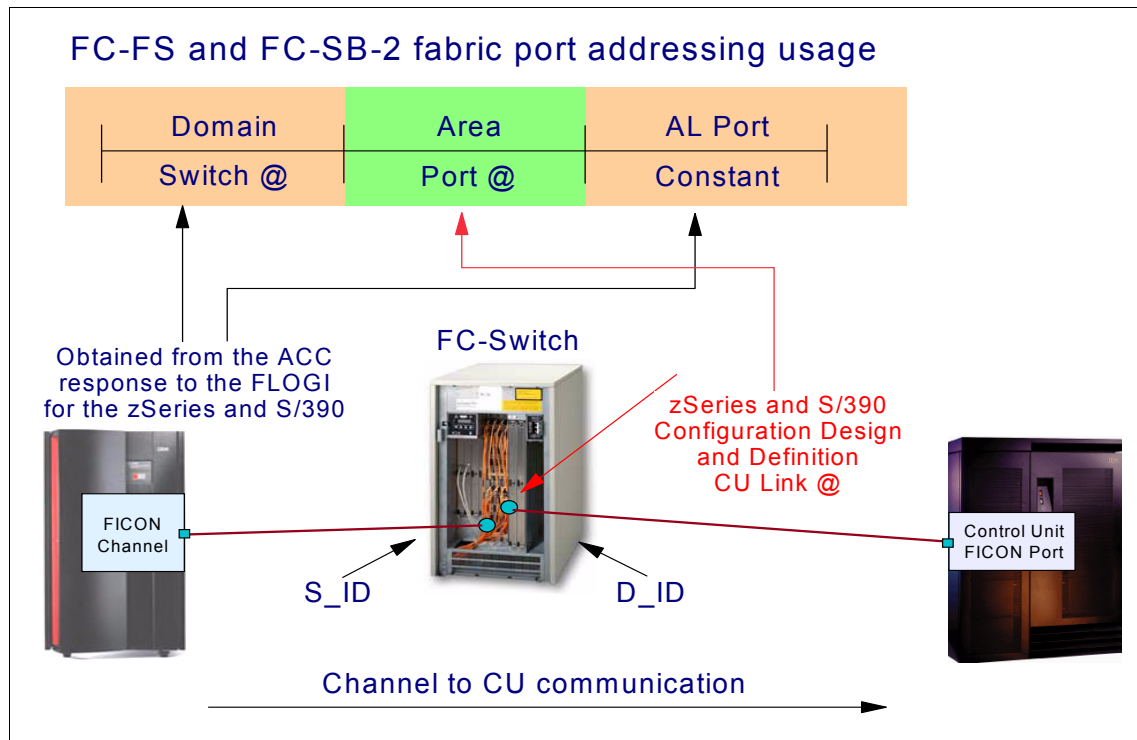 FC-FS and FC-SB-2 fabric port addressing usage
Domain
Area
AL Port
Switch @
Port @
Constant
Obtained from the ACC
response to the FLOGI
for the zSeries and S/390
FC-Switch
zSeries and S/390
Configuration Design
and Definition
CU Link @
FICON
Channel
Control Unit
FICON Port
S_ID
D_ID
Channel to CU communication